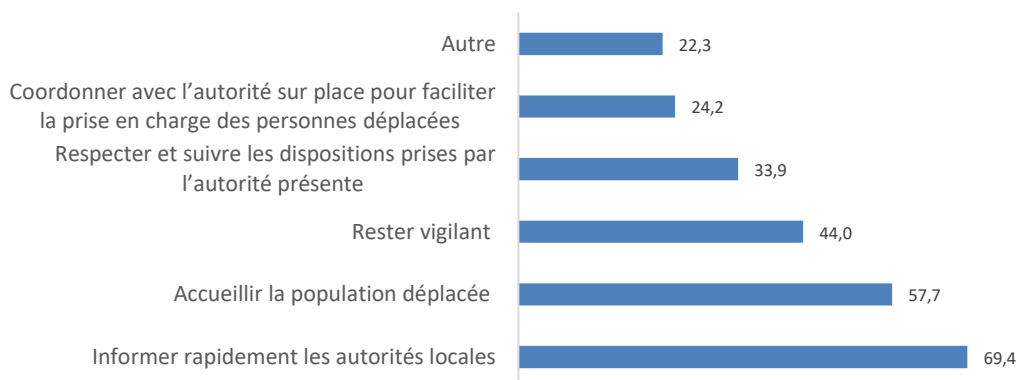 Autre
22,3
Coordonner avec l’autorité sur place pour faciliter
la prise en charge des personnes déplacées
24,2
Respecter et suivre les dispositions prises par
l’autorité présente
33,9
Rester vigilant
44,0
Accueillir la population déplacée
57,7
Informer rapidement les autorités locales
69,4